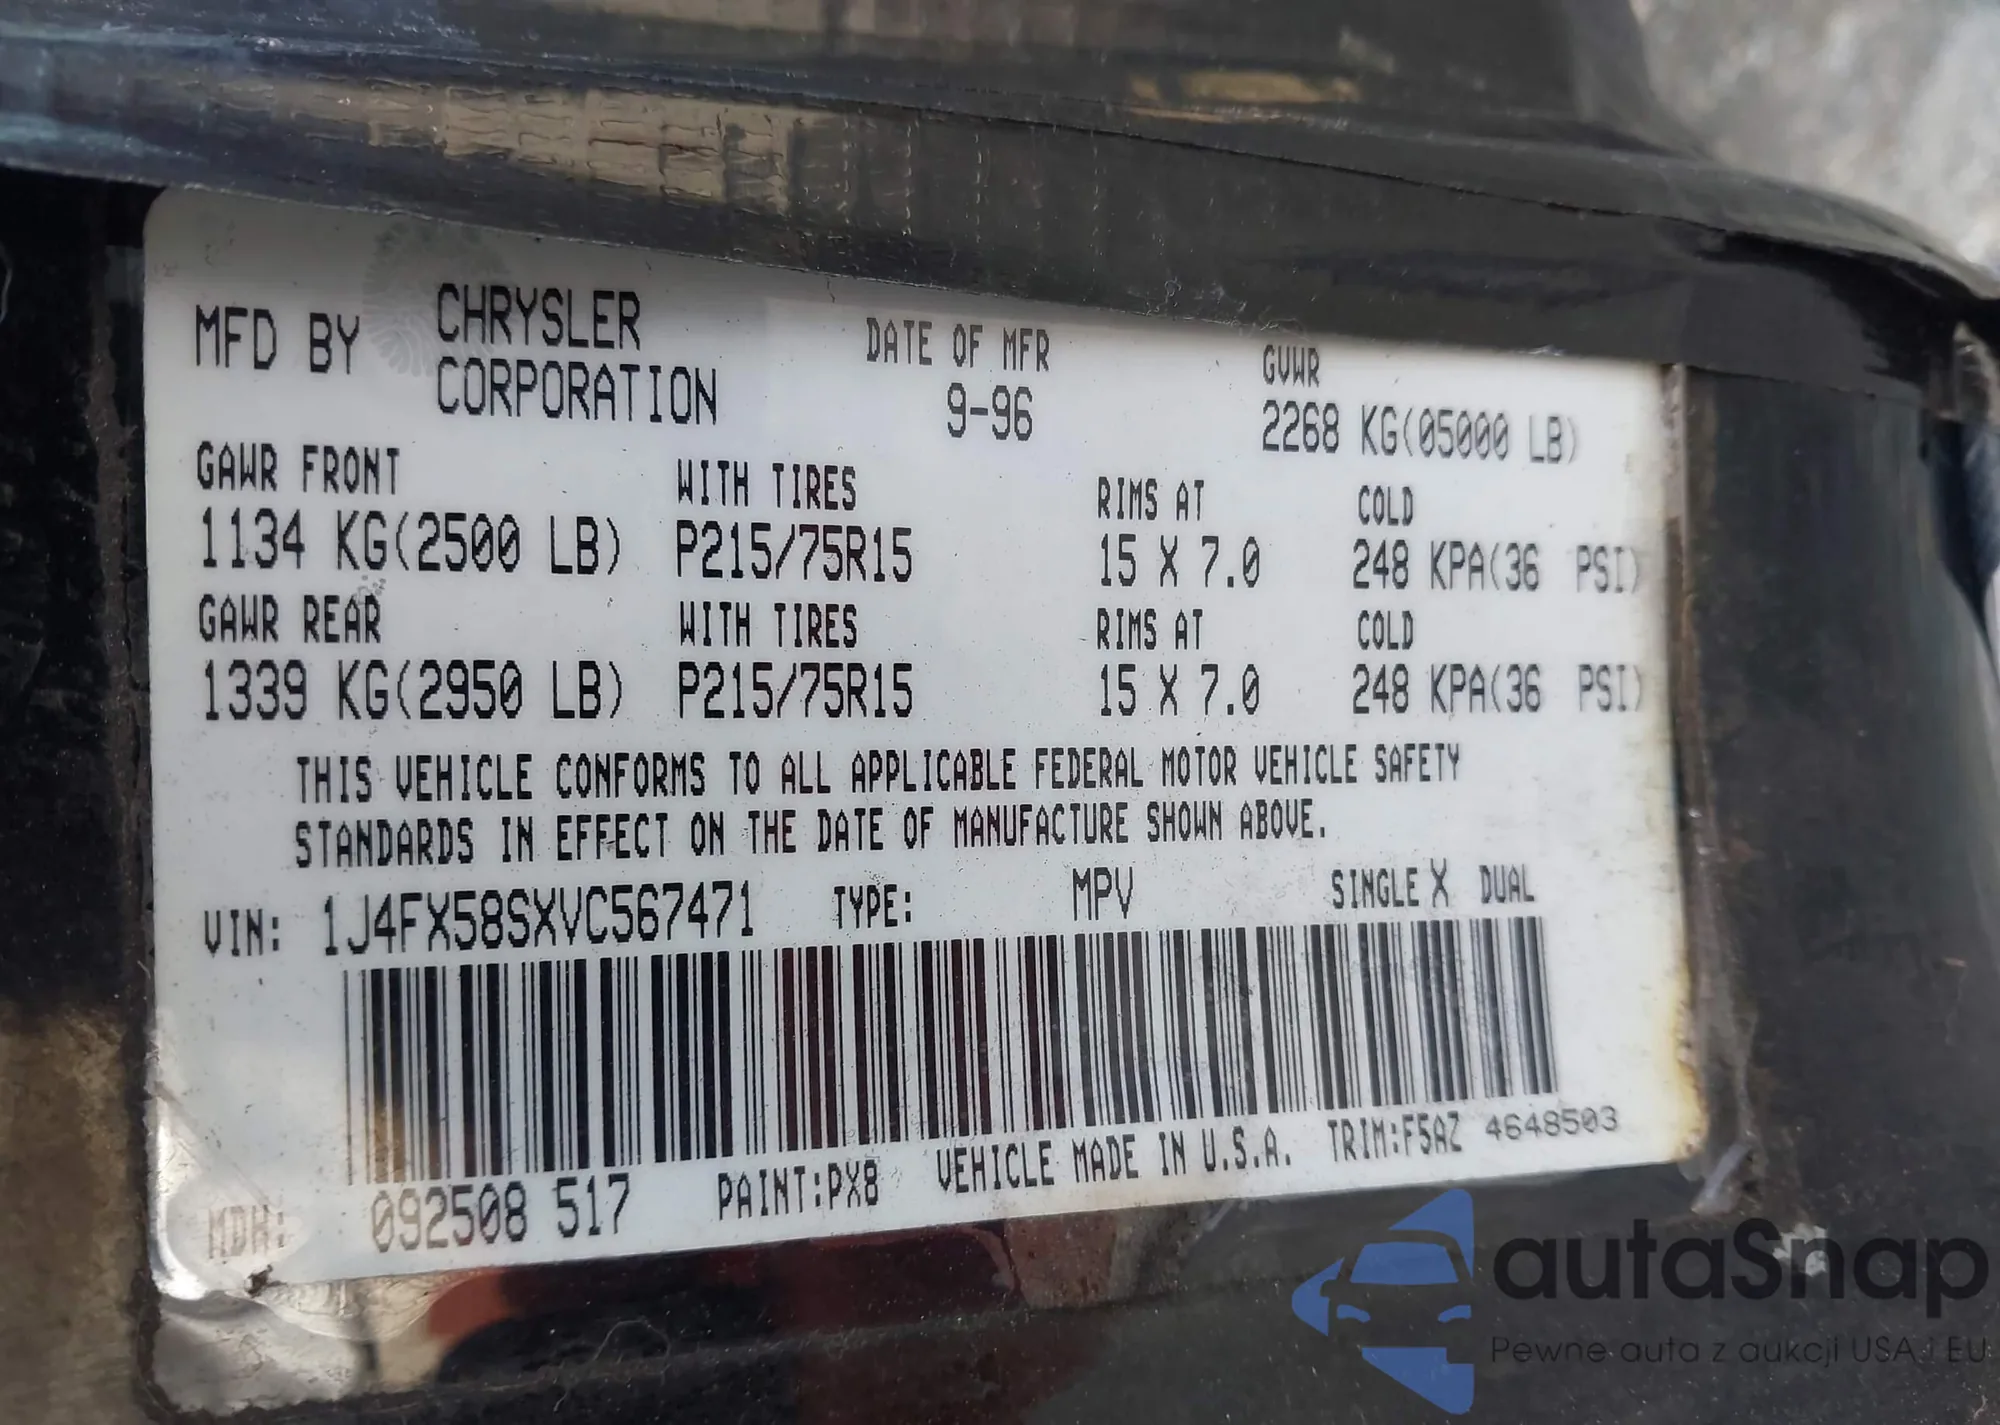 MFD BY CHRYSLER CORPORATION
DATE OF MFR
9-96
GVWR
2268 KG(05000 LB)
GAWR FRONT WITH TIRES RIMS AT COLD
1134 KG(2500 LB) P215/75R15 15 X 7.0 248 KPA(36 PSI)
GAWR REAR WITH TIRES RIMS AT COLD
1339 KG(2950 LB) P215/75R15 15 X 7.0 248 KPA(36 PSI)
THIS VEHICLE CONFORMS TO ALL APPLICABLE FEDERAL MOTOR VEHICLE SAFETY
STANDARDS IN EFFECT ON THE DATE OF MANUFACTURE SHOWN ABOVE.
VIN: 1J4FX58SXVC567471 TYPE: MPV SINGLE X DUAL
MDH: 092508 517 PAINT:PX8 VEHICLE MADE IN U.S.A. TRIM:F5AZ 4648503
autaSnap
Pewne auta z aukcji USA i EU